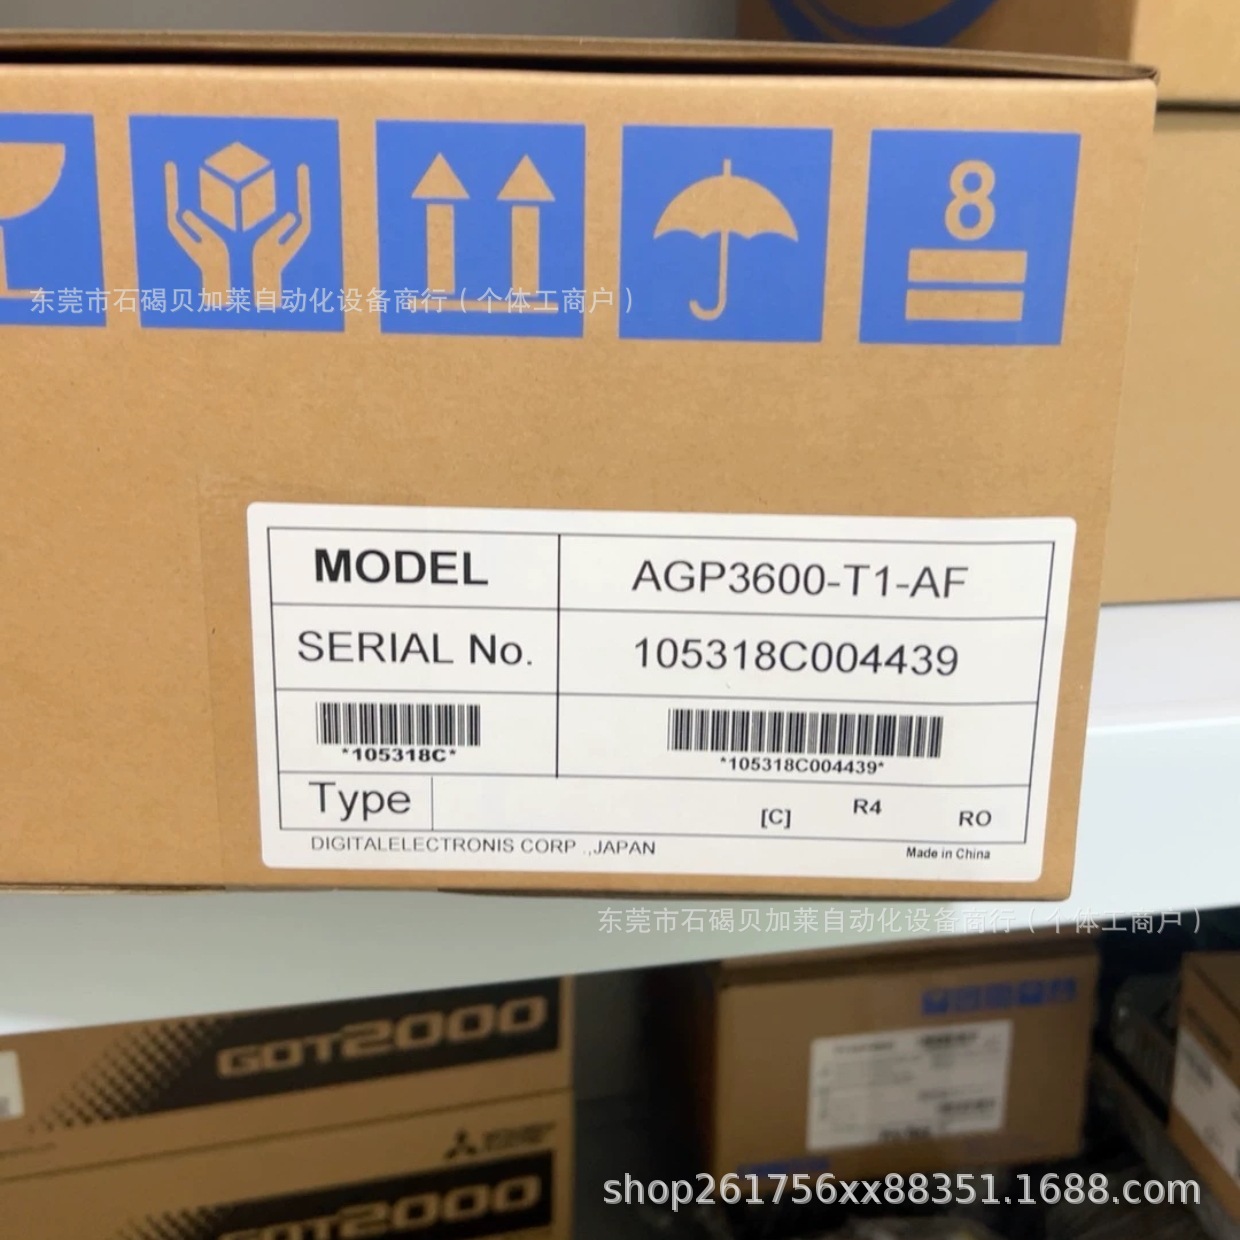 8
东莞市石碣贝加莱自动化设备商行（个体工商户）
MODEL AGP3600-T1-AF
SERIAL No. 105318C004439
*105318C* *105318C004439*
Type [C] R4 RO
DIGITALELECTRONIS CORP .,JAPAN Made in China
东莞市石碣贝加莱自动化设备商行（个体工商户）
GOT2000
GOT2000
shop261756xx88351.1688.com